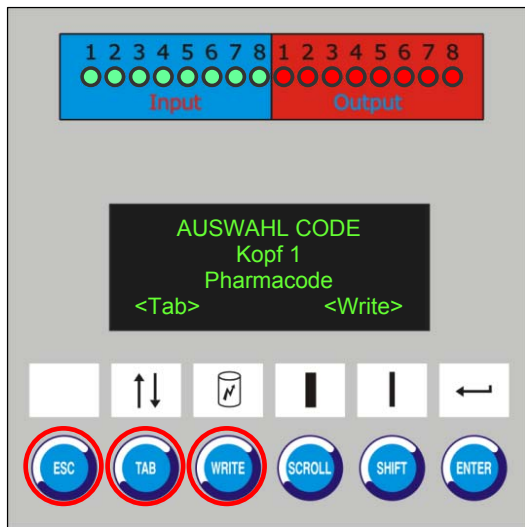 1 2 3 4 5 6 7 8 1 2 3 4 5 6 7 8
Input Output
AUSWAHL CODE
Kopf 1
Pharmacode
<Tab> <Write>
ESC TAB WRITE SCROLL SHIFT ENTER